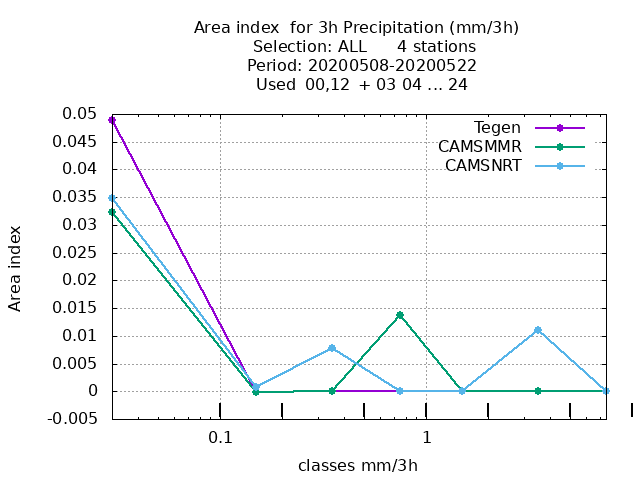 Area index  for 3h Precipitation (mm/3h)
Selection: ALL      4 stations
Period: 20200508-20200522
Used  00,12  + 03 04 ... 24
Tegen
CAMSMMR
CAMSNRT
0.05
0.045
0.04
0.035
0.03
0.025
0.02
0.015
0.01
0.005
0
-0.005
Area index
0.1
1
classes mm/3h